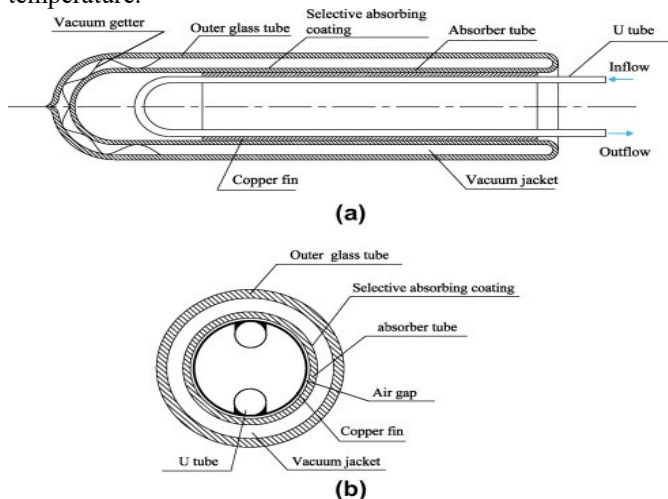 temperature.
Vacuum getter
Outer glass tube
Selective absorbing
coating
Absorber tube
U tube
Inflow
Outflow
Copper fin
Vacuum jacket
(a)
Outer glass tube
Selective absorbing coating
absorber tube
Air gap
Copper fin
U tube
Vacuum jacket
(b)